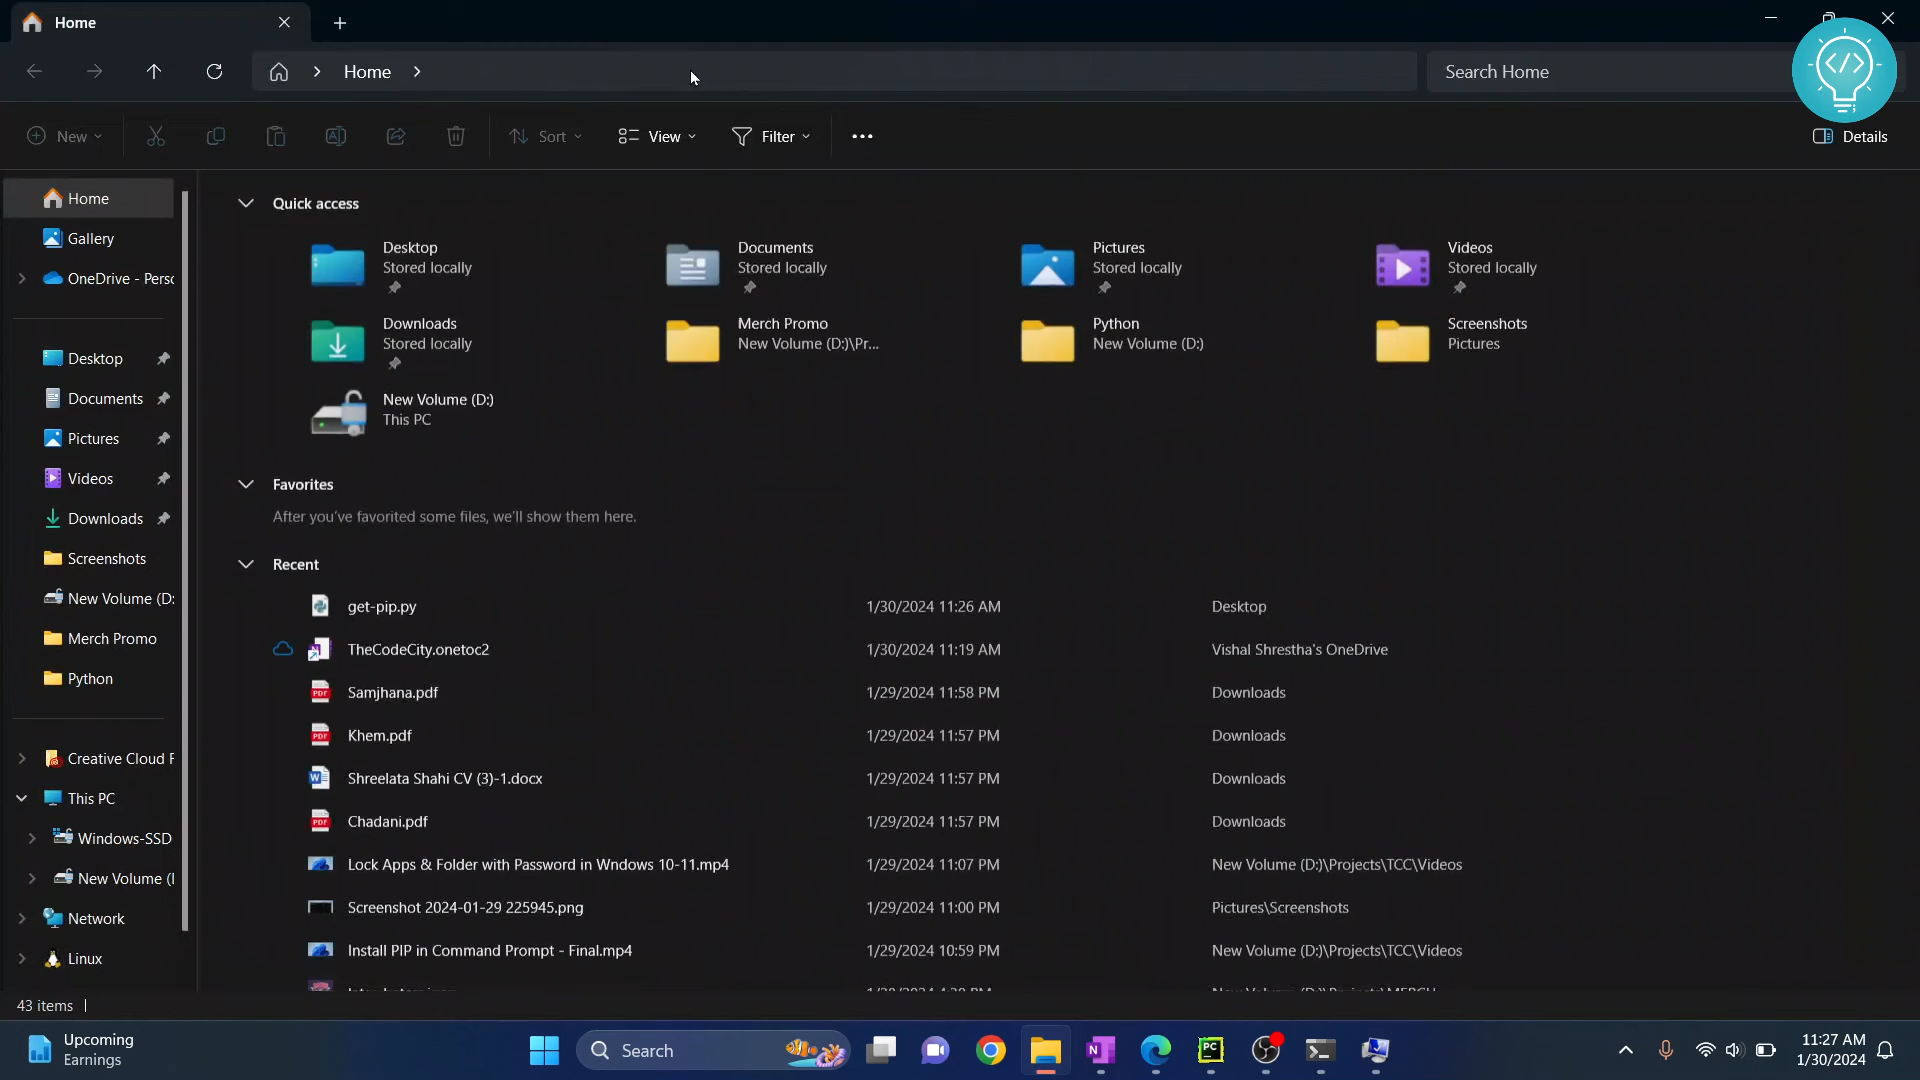 Home
Home
Search Home
New
Sort
View
Filter
Details
Home
Gallery
OneDrive - Persc
Desktop
Documents
Pictures
Videos
Downloads
Screenshots
New Volume (D:
Merch Promo
Python
Creative Cloud F
This PC
Windows-SSD
New Volume (I
Network
Linux
Quick access
Desktop
Stored locally
Documents
Stored locally
Pictures
Stored locally
Videos
Stored locally
Downloads
Stored locally
Merch Promo
New Volume (D:)\Pr...
Python
New Volume (D:)
Screenshots
Pictures
New Volume (D:)
This PC
Favorites
After you've favorited some files, we'll show them here.
Recent
get-pip.py 1/30/2024 11:26 AM Desktop
TheCodeCity.onetoc2 1/30/2024 11:19 AM Vishal Shrestha's OneDrive
Samjhana.pdf 1/29/2024 11:58 PM Downloads
Khem.pdf 1/29/2024 11:57 PM Downloads
Shreelata Shahi CV (3)-1.docx 1/29/2024 11:57 PM Downloads
Chadani.pdf 1/29/2024 11:57 PM Downloads
Lock Apps & Folder with Password in Wndows 10-11.mp4 1/29/2024 11:07 PM New Volume (D:)\Projects\TCC\Videos
Screenshot 2024-01-29 225945.png 1/29/2024 11:00 PM Pictures\Screenshots
Install PIP in Command Prompt - Final.mp4 1/29/2024 10:59 PM New Volume (D:)\Projects\TCC\Videos
43 items
Upcoming
Earnings
Search
11:27 AM
1/30/2024